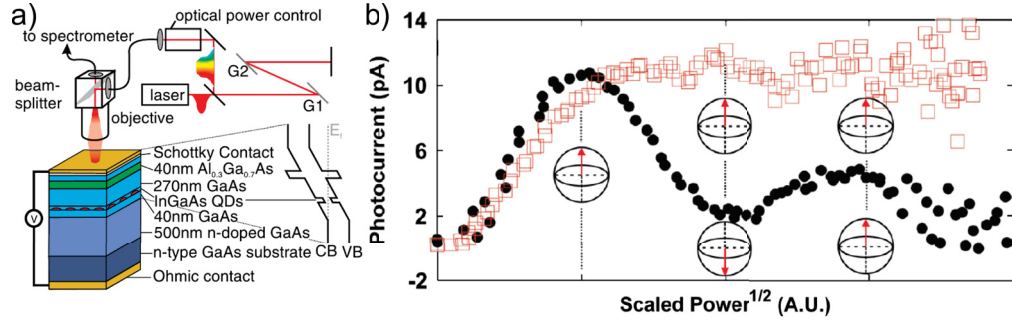 a)
optical power control
to spectrometer
beam-
splitter
G2
laser
G1
objective
E
Schottky Contact
40nm Al0.3Ga0.7As
270nm GaAs
InGaAs QDs
40nm GaAs
500nm n-doped GaAs
n-type GaAs substrate
Ohmic contact
V
CB VB
b)
Photocurrent (pA)
14
10
6
2
-2
Scaled Power1/2 (A.U.)